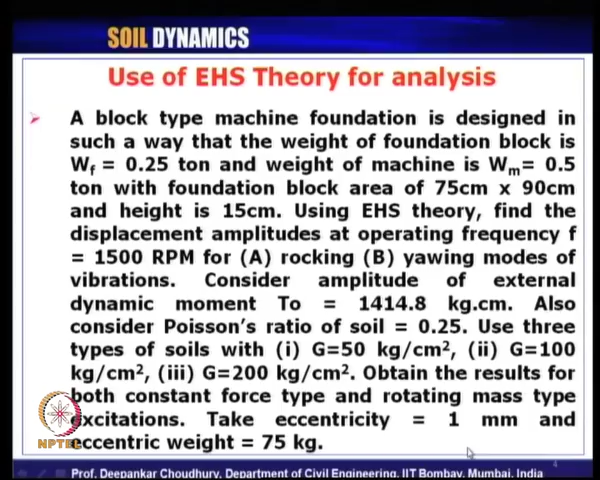 SOIL DYNAMICS
Use of EHS Theory for analysis
A block type machine foundation is designed in
such a way that the weight of foundation block is
Wf = 0.25 ton and weight of machine is Wm= 0.5
ton with foundation block area of 75cm x 90cm
and height is 15cm. Using EHS theory, find the
displacement amplitudes at operating frequency f
= 1500 RPM for (A) rocking (B) yawing modes of
vibrations. Consider amplitude of external
dynamic moment To = 1414.8 kg.cm. Also
consider Poisson's ratio of soil = 0.25. Use three
types of soils with (i) G=50 kg/cm², (ii) G=100
kg/cm², (iii) G=200 kg/cm². Obtain the results for
both constant force type and rotating mass type
excitations. Take eccentricity = 1 mm and
eccentric weight = 75 kg.
NPTEL
4
Prof. Deepankar Choudhury, Department of Civil Engineering, IIT Bombay, Mumbai, India